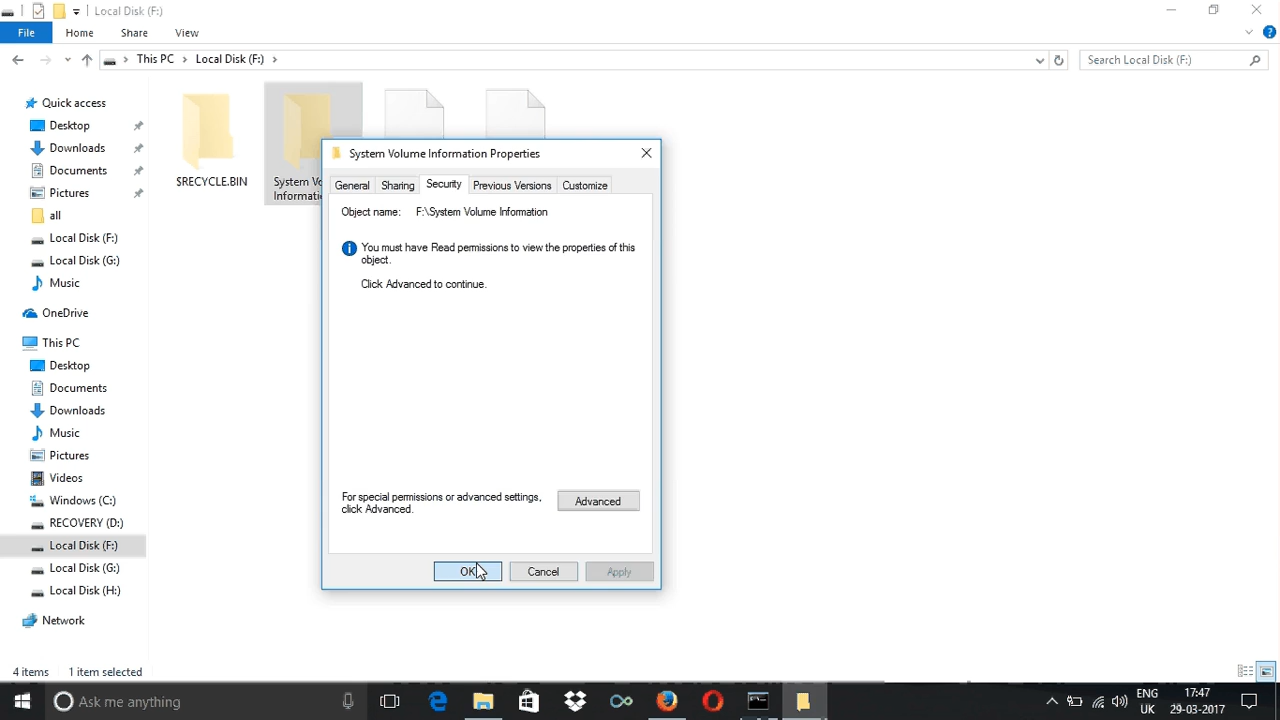 Local Disk (F:)
File Home Share View
This PC Local Disk (F:)
Search Local Disk (F:)
Quick access
Desktop
Downloads
Documents
Pictures
all
Local Disk (F:)
Local Disk (G:)
Music
OneDrive
This PC
Desktop
Documents
Downloads
Music
Pictures
Videos
Windows (C:)
RECOVERY (D:)
Local Disk (F:)
Local Disk (G:)
Local Disk (H:)
Network
$RECYCLE.BIN
System Vo
Informatio
System Volume Information Properties
General Sharing Security Previous Versions Customize
Object name: F:\System Volume Information
You must have Read permissions to view the properties of this
object.
Click Advanced to continue.
For special permissions or advanced settings,
click Advanced.
Advanced
OK Cancel Apply
4 items 1 item selected
Ask me anything
ENG
UK
17:47
29-03-2017